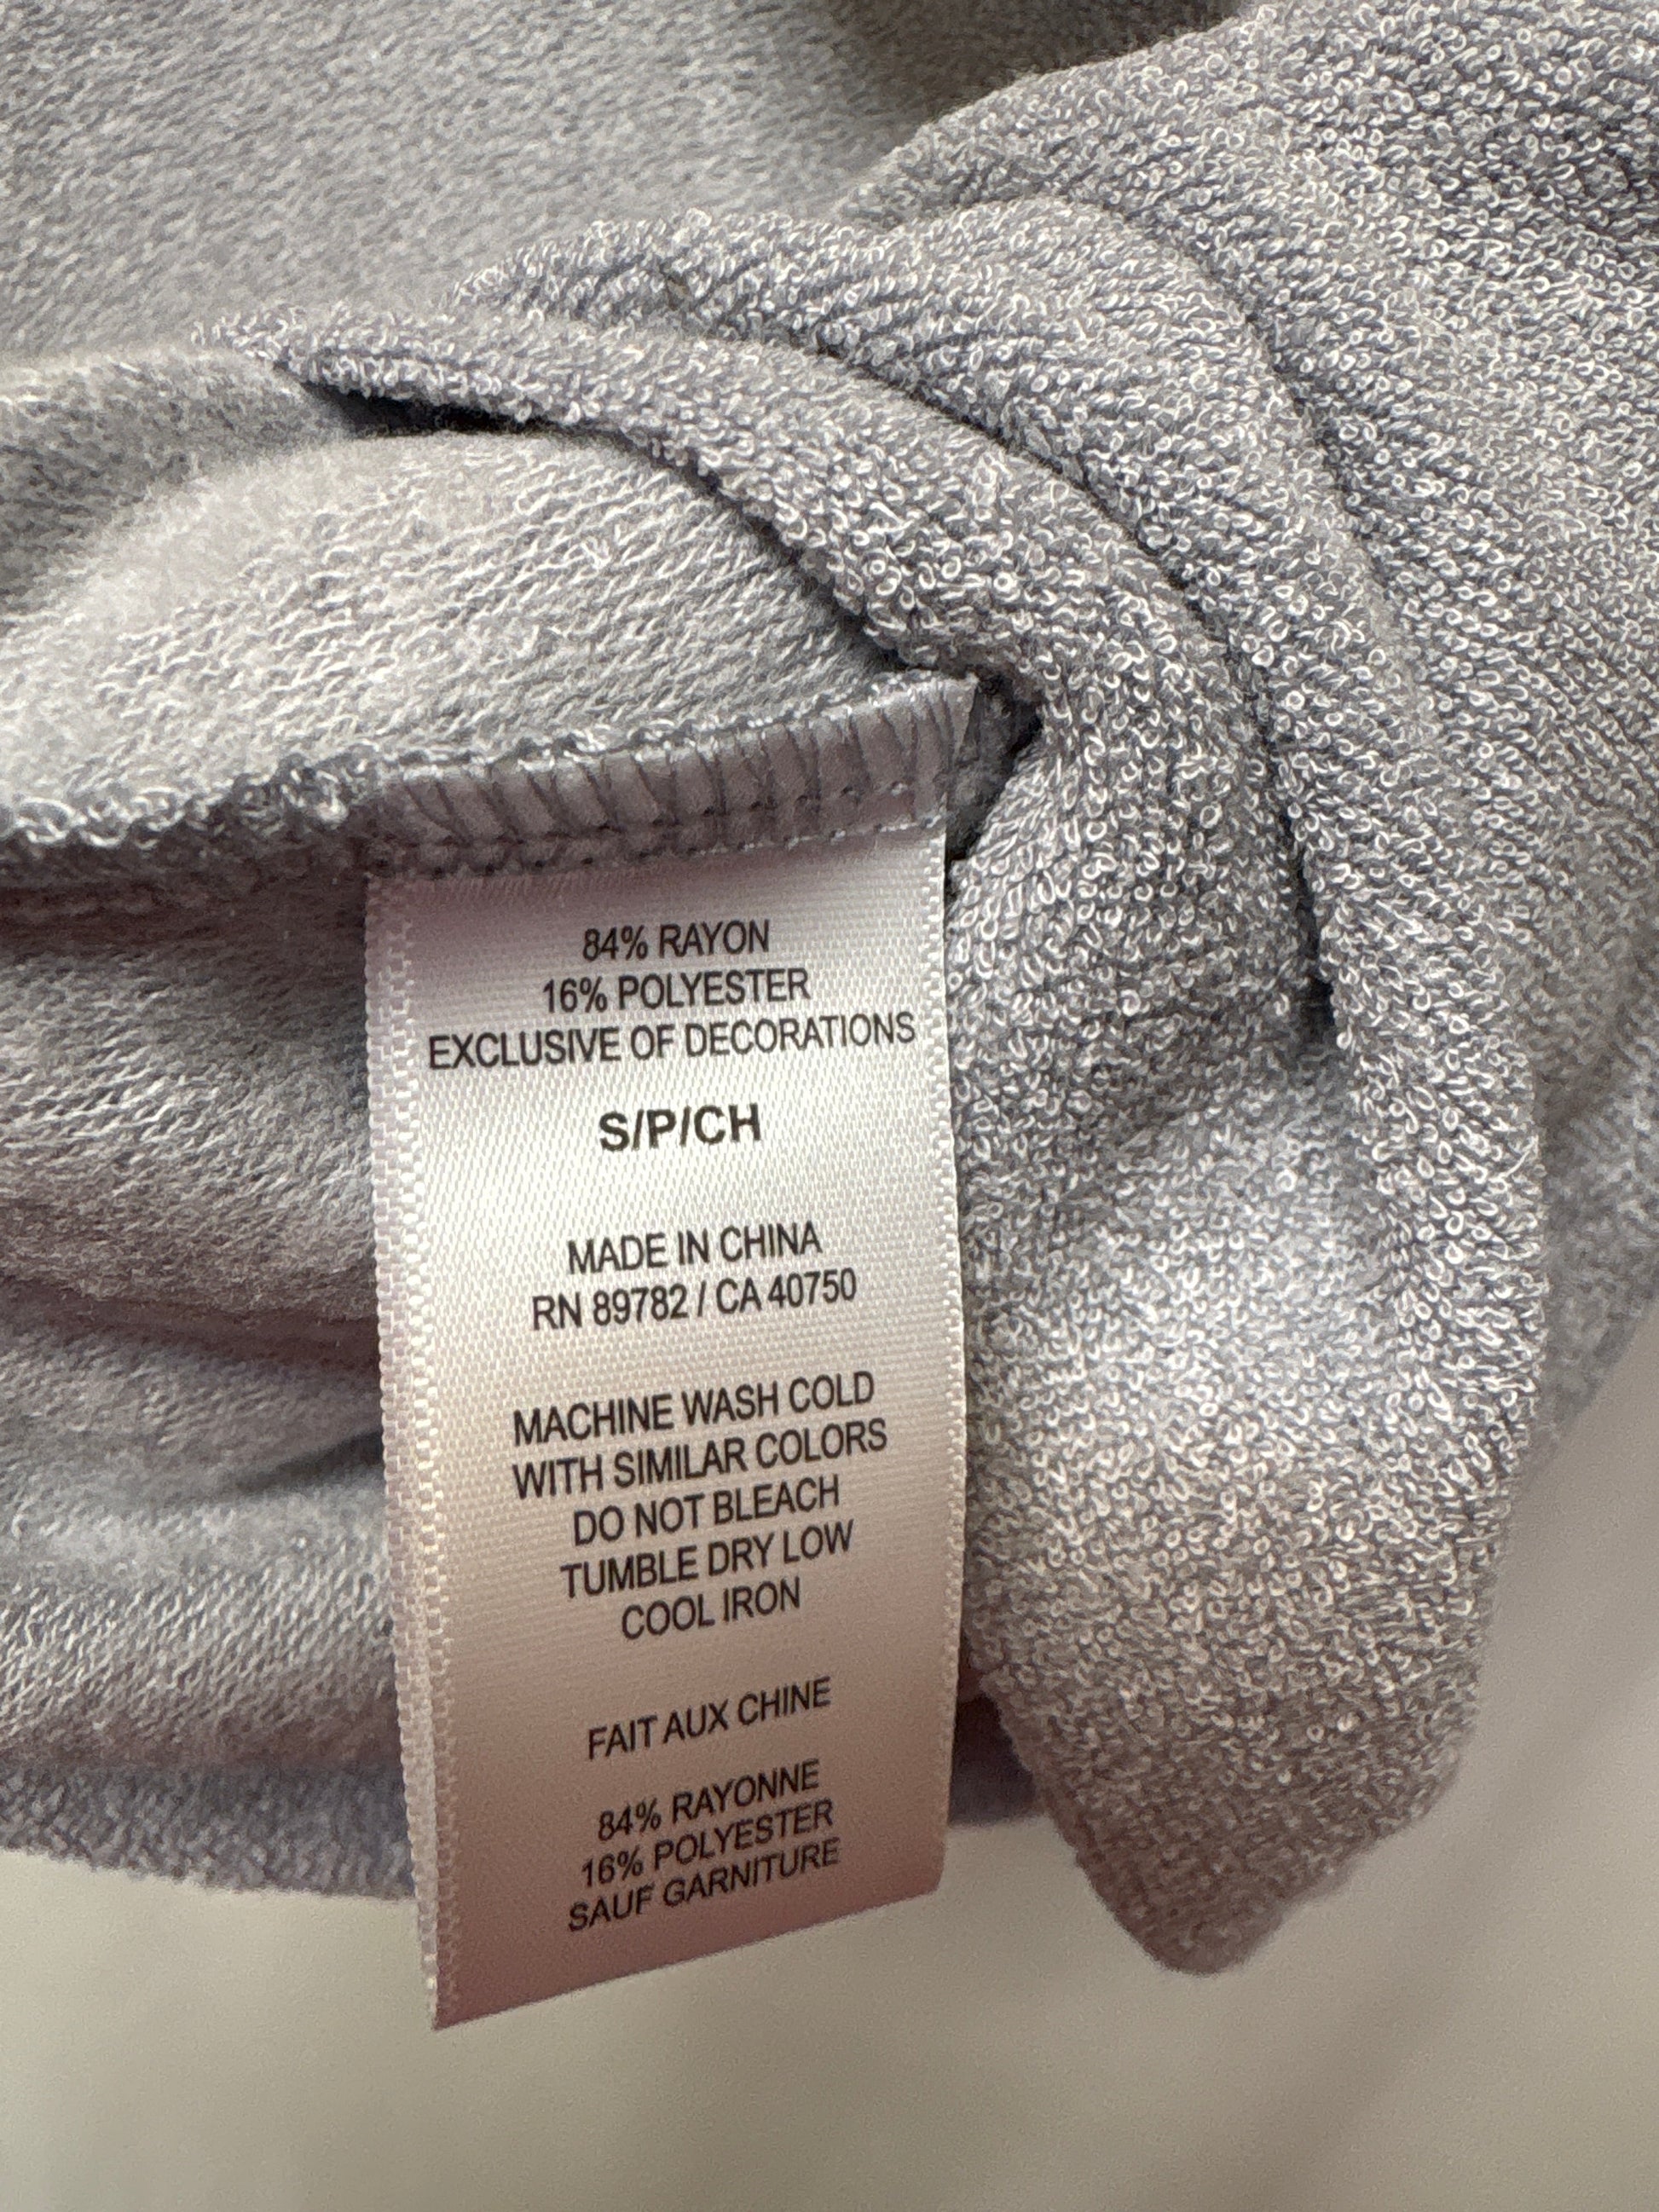 84% RAYON
16% POLYESTER
EXCLUSIVE OF DECORATIONS
S/P/CH
MADE IN CHINA
RN 89782 / CA 40750
MACHINE WASH COLD
WITH SIMILAR COLORS
DO NOT BLEACH
TUMBLE DRY LOW
COOL IRON
FAIT AUX CHINE
84% RAYONNE
16% POLYESTER
SAUF GARNITURE